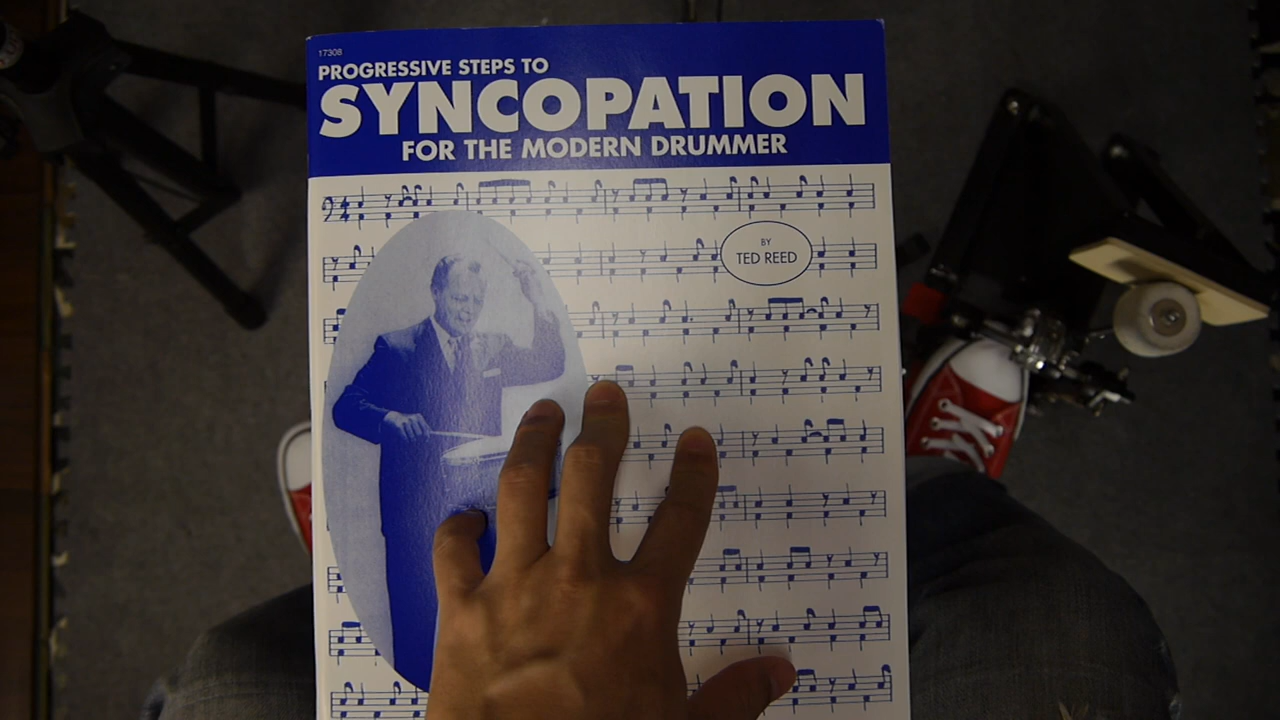 17308
PROGRESSIVE STEPS TO
SYNCOPATION
FOR THE MODERN DRUMMER
BY
TED REED